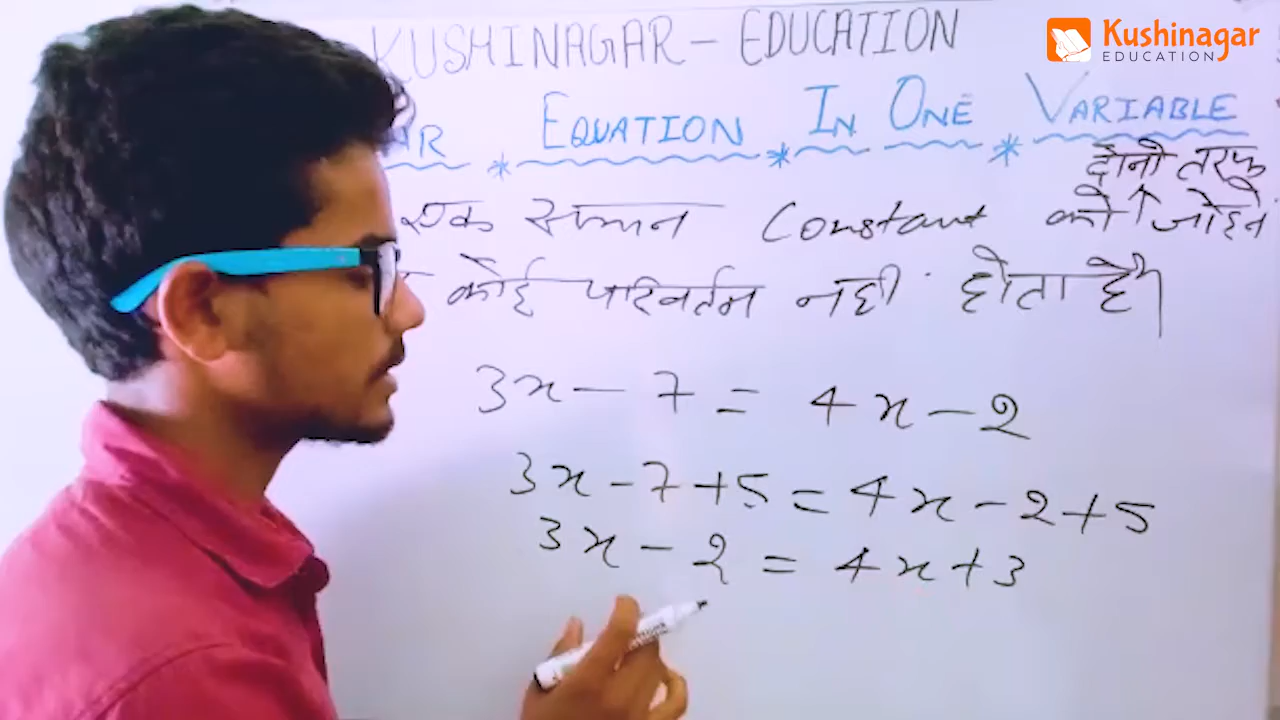 KUSHINAGAR - EDUCATION
Kushinagar
EDUCATION
AR * EQUATION * IN ONE * VARIABLE
दोनो तरफ
एक समान Constant को ↑ जोड़ने
कोई परिवर्तन नही होता है।
3x - 7 = 4x - 2
3x - 7 + 5 = 4x - 2 + 5
3x - 2 = 4x + 3